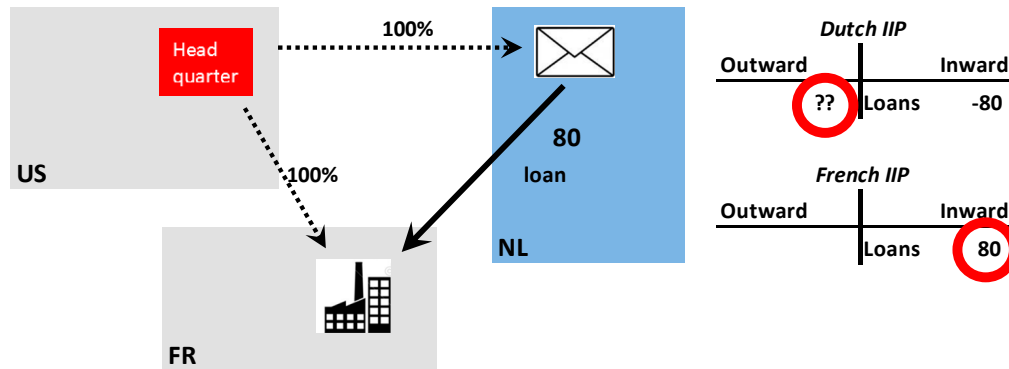 Head
quarter
US
100%
100%
80
loan
NL
FR
Dutch IIP
Outward Inward
?? Loans -80
French IIP
Outward Inward
Loans 80